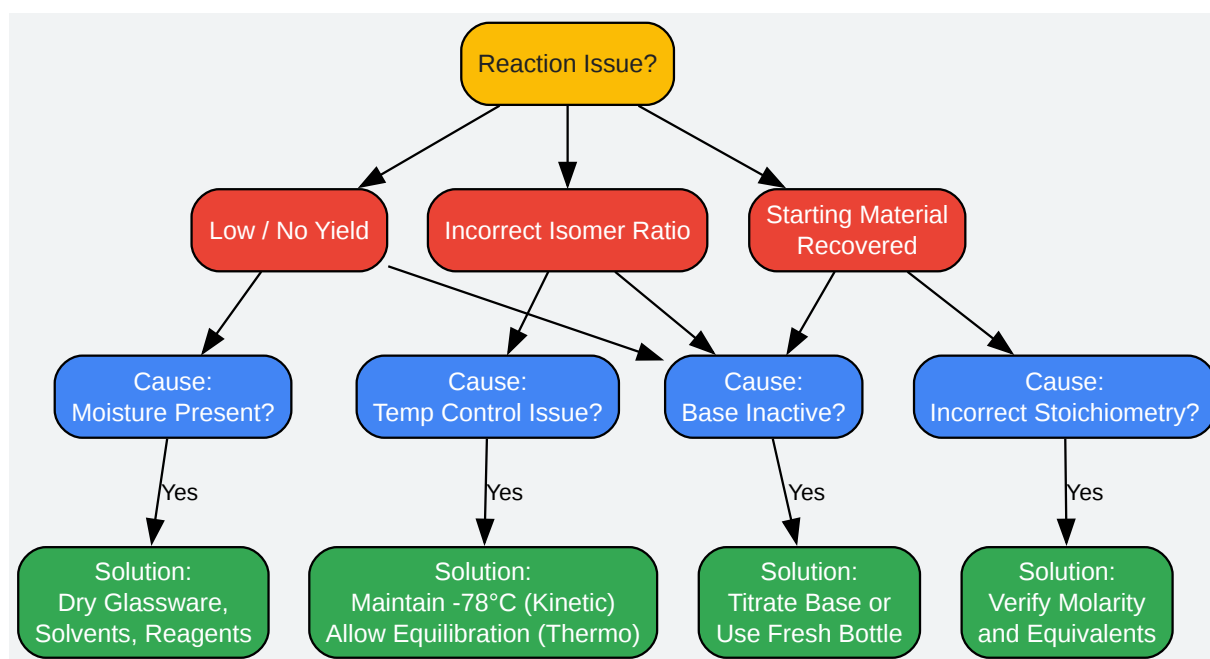 Reaction Issue?
Low / No Yield
Incorrect Isomer Ratio
Starting Material
Recovered
Cause:
Moisture Present?
Cause:
Temp Control Issue?
Cause:
Base Inactive?
Cause:
Incorrect Stoichiometry?
Yes
Yes
Yes
Yes
Solution:
Dry Glassware,
Solvents, Reagents
Solution:
Maintain -78°C (Kinetic)
Allow Equilibration (Thermo)
Solution:
Titrate Base or
Use Fresh Bottle
Solution:
Verify Molarity
and Equivalents